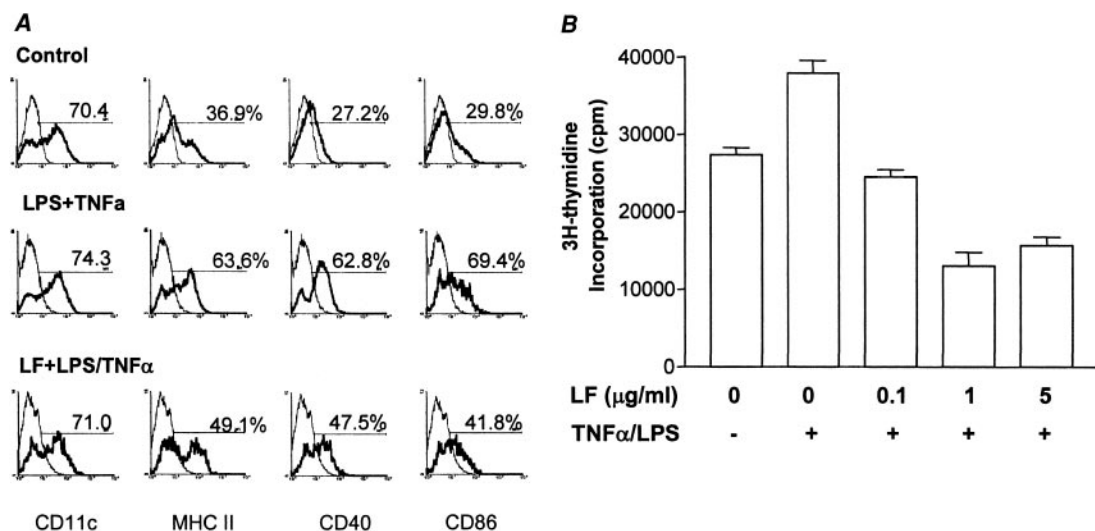 A
Control
70.4
36.9%
27.2%
29.8%
LPS+TNFa
74.3
63.6%
62.8%
69.4%
LF+LPS/TNFα
71.0
49.1%
47.5%
41.8%
CD11c MHC II CD40 CD86
B
3H-thymidine
Incorporation (cpm)
40000
30000
20000
10000
0
LF (µg/ml) 0 0 0.1 1 5
TNFα/LPS - + + + +